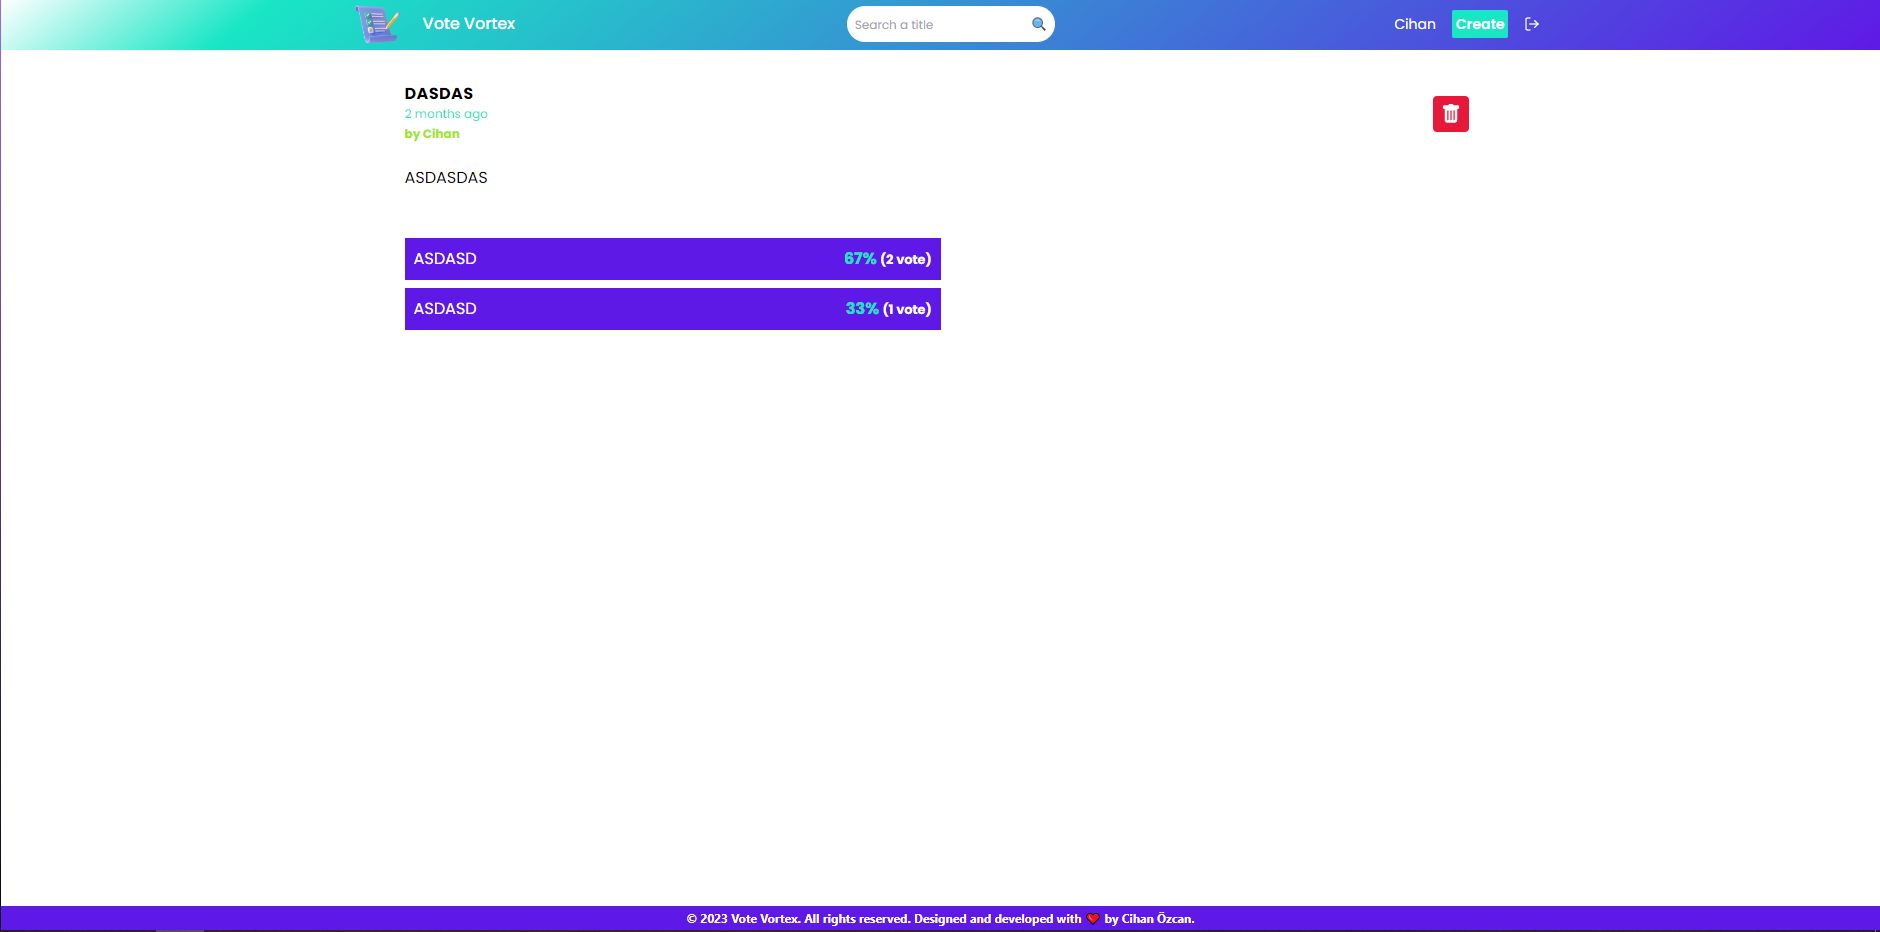 Vote Vortex
Search a title
Cihan
Create
DASDAS
2 months ago
by Cihan
ASDASDAS
ASDASD 67% (2 vote)
ASDASD 33% (1 vote)
© 2023 Vote Vortex. All rights reserved. Designed and developed with ❤️ by Cihan Özcan.